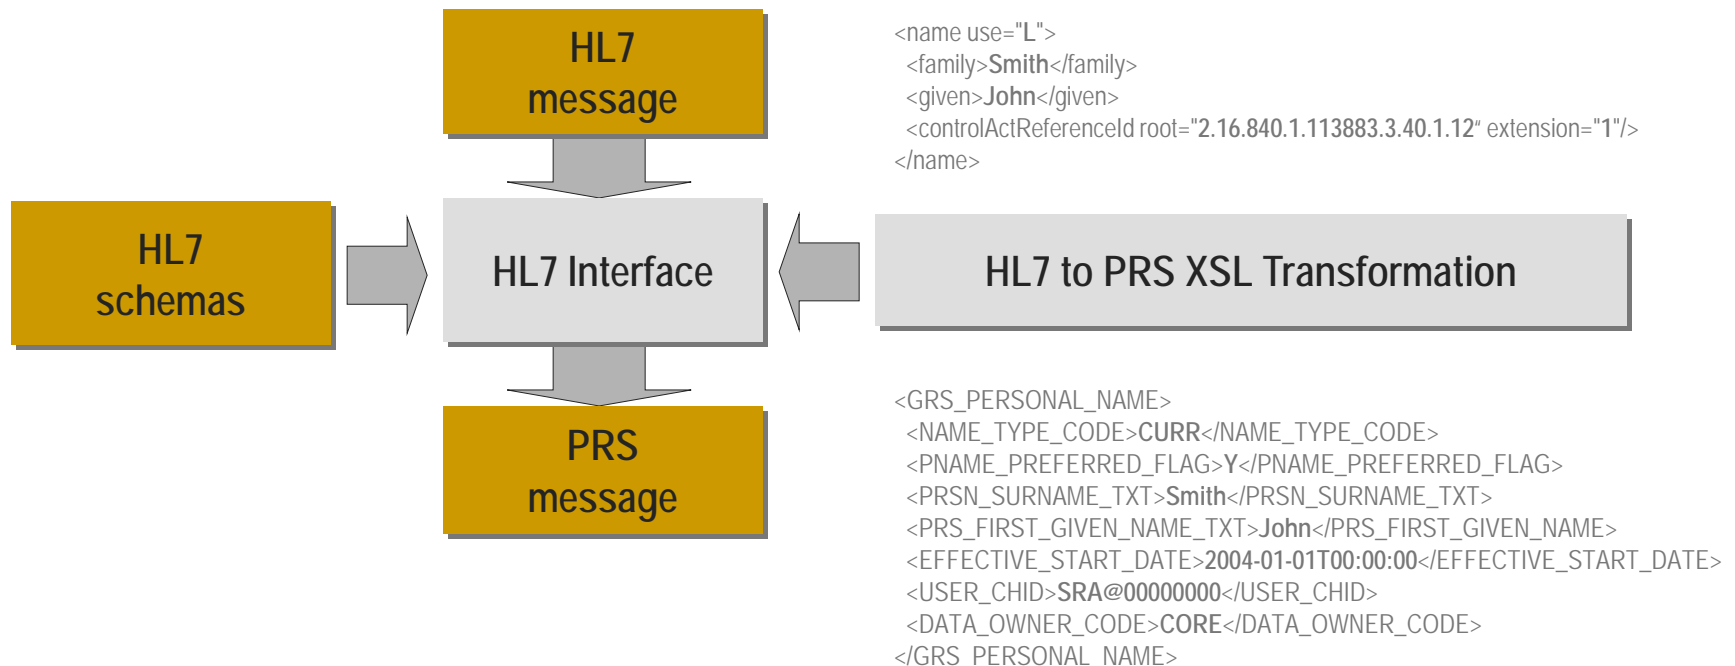 HL7
message
<name use="L">
<family>Smith</family>
<given>John</given>
<controlActReferenceId root="2.16.840.1.113883.3.40.1.12“ extension="1"/>
</name>
HL7
schemas
HL7 Interface
HL7 to PRS XSL Transformation
PRS
message
<GRS_PERSONAL_NAME>
<NAME_TYPE_CODE>CURR</NAME_TYPE_CODE>
<PNAME_PREFERRED_FLAG>Y</PNAME_PREFERRED_FLAG>
<PRSN_SURNAME_TXT>Smith</PRSN_SURNAME_TXT>
<PRS_FIRST_GIVEN_NAME_TXT>John</PRS_FIRST_GIVEN_NAME>
<EFFECTIVE_START_DATE>2004-01-01T00:00:00</EFFECTIVE_START_DATE>
<USER_CHID>SRA@00000000</USER_CHID>
<DATA_OWNER_CODE>CORE</DATA_OWNER_CODE>
</GRS_PERSONAL_NAME>